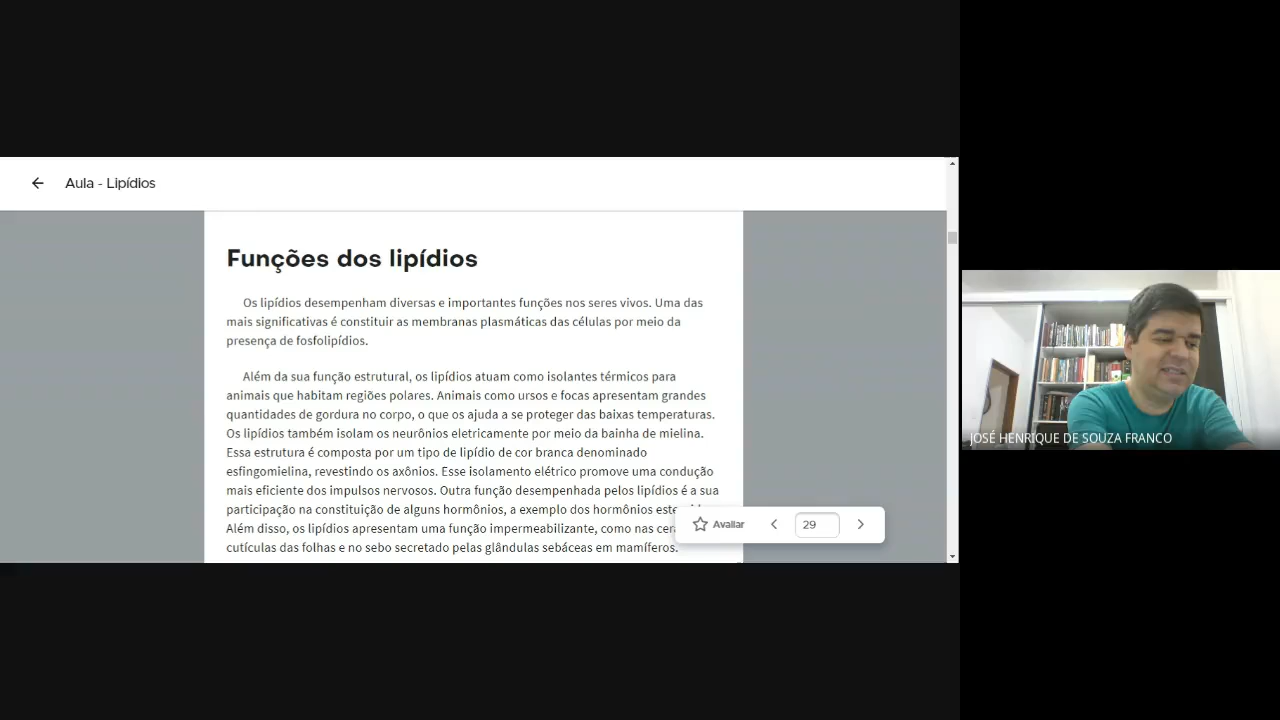 Aula - Lipídios
Funções dos lipídios
Os lipídios desempenham diversas e importantes funções nos seres vivos. Uma das
mais significativas é constituir as membranas plasmáticas das células por meio da
presença de fosfolipídios.
Além da sua função estrutural, os lipídios atuam como isolantes térmicos para
animais que habitam regiões polares. Animais como ursos e focas apresentam grandes
quantidades de gordura no corpo, o que os ajuda a se proteger das baixas temperaturas.
Os lipídios também isolam os neurônios eletricamente por meio da bainha de mielina.
Essa estrutura é composta por um tipo de lipídio de cor branca denominado
esfingomielina, revestindo os axônios. Esse isolamento elétrico promove uma condução
mais eficiente dos impulsos nervosos. Outra função desempenhada pelos lipídios é a sua
participação na constituição de alguns hormônios, a exemplo dos hormônios
Além disso, os lipídios apresentam uma função impermeabilizante, como nas
cutículas das folhas e no sebo secretado pelas glândulas sebáceas em mamíferos.
Avaliar
29
JOSÉ HENRIQUE DE SOUZA FRANCO